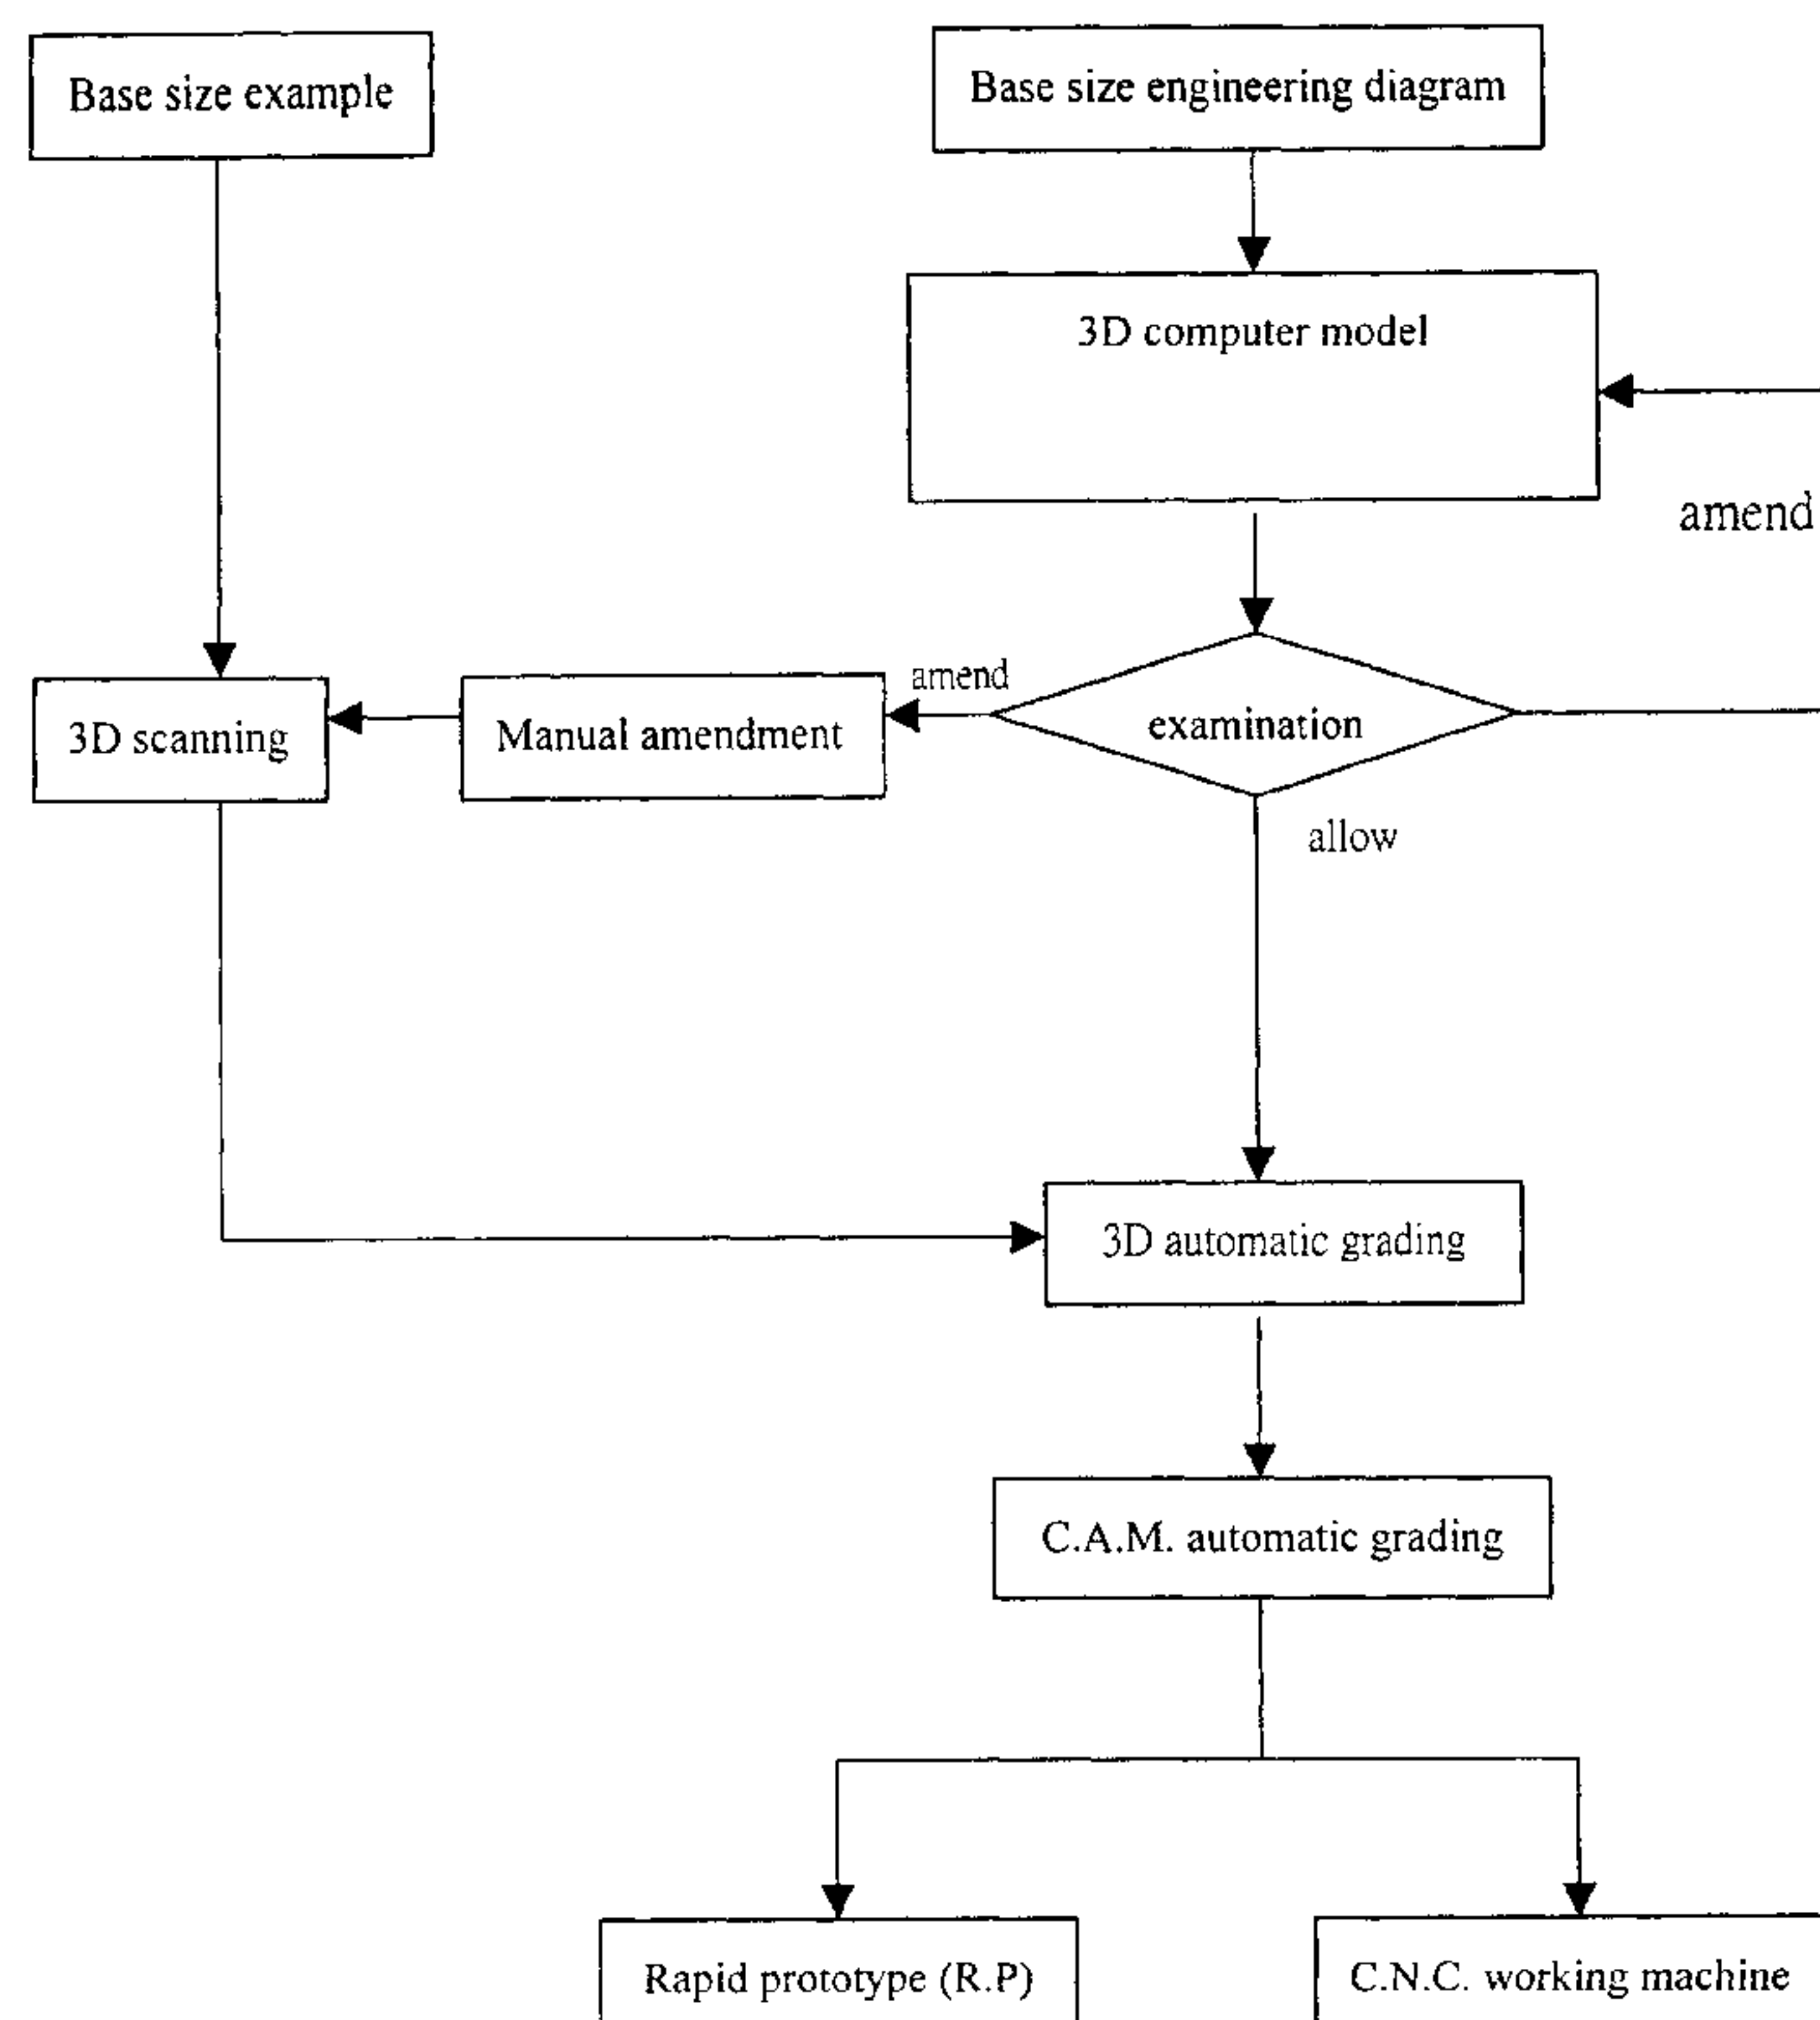 Base size example
Base size engineering diagram
3D computer model
amend
amend
3D scanning
Manual amendment
examination
allow
3D automatic grading
C.A.M. automatic grading
Rapid prototype (R.P)
C.N.C. working machine